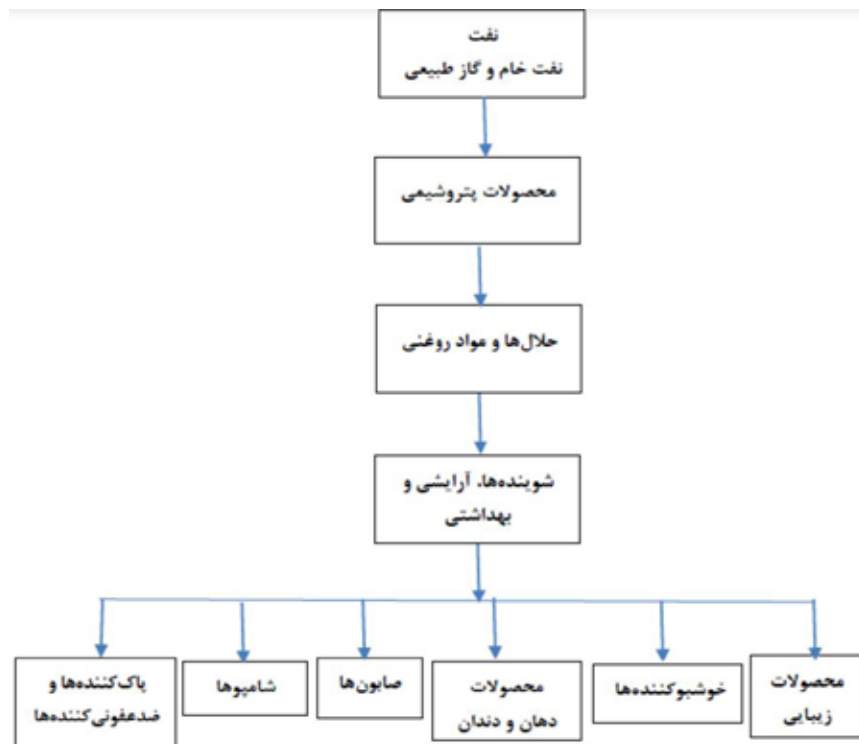 نفت
نفت خام و گاز طبیعی
محصولات پتروشیمی
حلال‌ها و مواد روغنی
شوینده‌ها، آرایشی و
بهداشتی
محصولات
زیبایی
خوشبوکننده‌ها
محصولات
دهان و دندان
صابون‌ها
شامپوها
پاک‌کننده‌ها و
ضدعفونی‌کننده‌ها